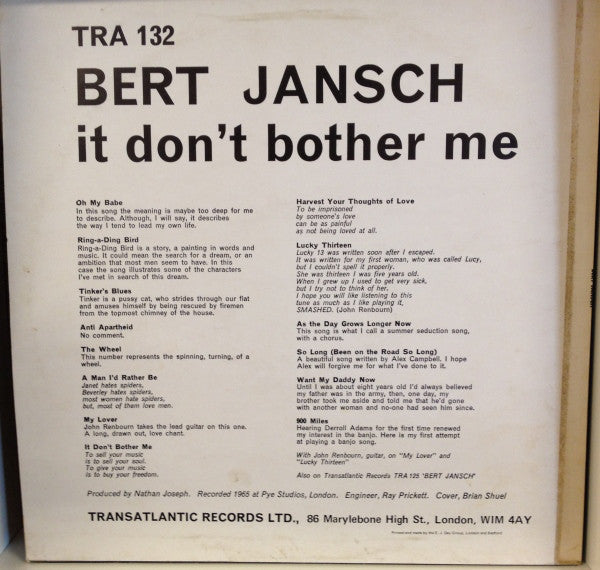 TRA 132
BERT JANSCH
it don't bother me
Oh My Babe
In this song the meaning is maybe too deep for me
to describe. Although, I will say, it describes
the way I tend to lead my own life.
Ring-a-Ding Bird
Ring-a-Ding Bird is a story, a painting in words and
music. It could mean the search for a dream, or an
ambition that most men seem to have. In this
case the song illustrates some of the characters
I've met in search of this dream.
Tinker's Blues
Tinker is a pussy cat, who strides through our flat
and amuses himself by being rescued by firemen
from the topmost chimney of the house.
Anti Apartheid
No comment.
The Wheel
This number represents the spinning, turning, of a
wheel.
A Man I'd Rather Be
Janet hates spiders,
Beverley hates spiders,
most women hate spiders,
but, most of them love men.
My Lover
John Renbourn takes the lead guitar on this one.
A long, drawn out, love chant.
It Don't Bother Me
To sell your music
is to sell your soul.
To give your music
is to buy your freedom.
Harvest Your Thoughts of Love
To be imprisoned
by someone's love
can be as painful
as not being loved at all.
Lucky Thirteen
Lucky 13 was written soon after I escaped.
It was written for my first woman, who was called Lucy,
but I couldn't spell it properly.
She was thirteen I was five years old.
When I grew up I used to get very sick,
but I try not to think of her.
I hope you will like listening to this
tune as much as I like playing it,
SMASHED. (John Renbourn)
As the Day Grows Longer Now
This song is what I call a summer seduction song,
with a chorus.
So Long (Been on the Road So Long)
A beautiful song written by Alex Campbell. I hope
Alex will forgive me for what I've done to it.
Want My Daddy Now
Until I was about eight years old I'd always believed
my father was in the army, then, one day, my
brother took me aside and told me that he'd gone
with another woman and no-one had seen him since.
900 Miles
Hearing Derroll Adams for the first time renewed
my interest in the banjo. Here is my first attempt
at playing a banjo song.
With John Renbourn, guitar, on "My Lover" and
"Lucky Thirteen"
Also on Transatlantic Records TRA 125 'BERT JANSCH'
Produced by Nathan Joseph. Recorded 1965 at Pye Studios, London. Engineer, Ray Prickett. Cover, Brian Shuel
TRANSATLANTIC RECORDS LTD., 86 Marylebone High St., London, WIM 4AY
Printed and made by the E. J. Day Group, London and Bedford